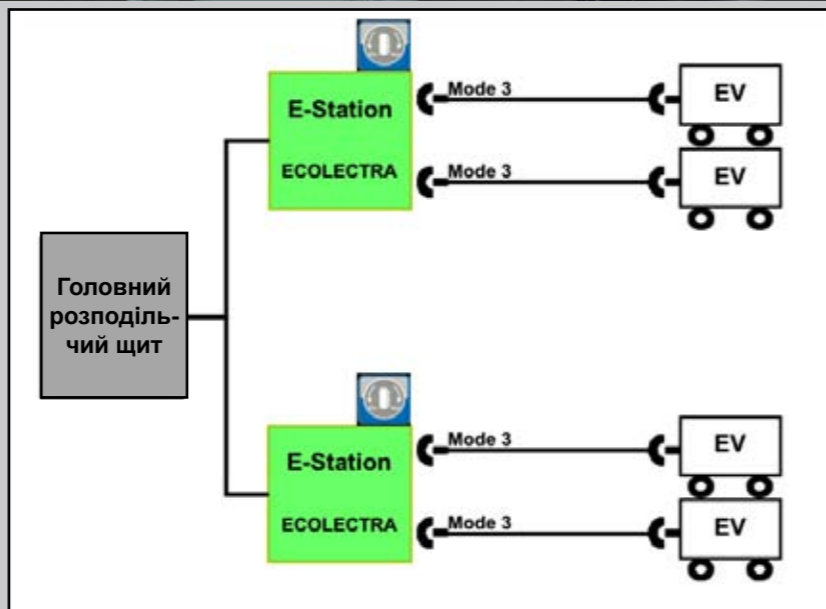 E-Station
ECOLECTRA
Mode 3
EV
Mode 3
EV
Головний
розподіль-
чий щит
E-Station
ECOLECTRA
Mode 3
EV
Mode 3
EV